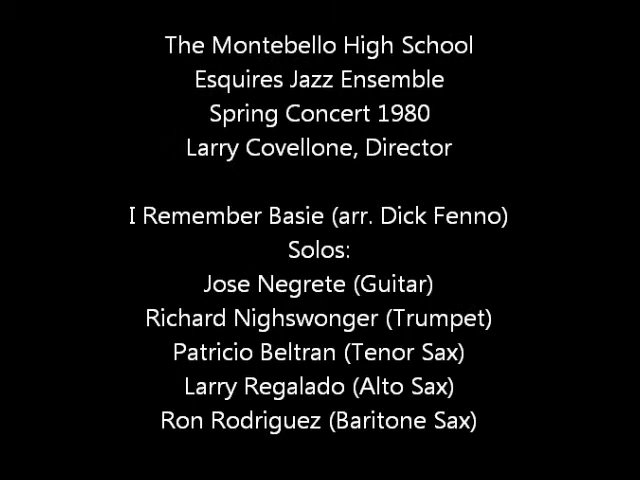 The Montebello High School
Esquires Jazz Ensemble
Spring Concert 1980
Larry Covellone, Director
I Remember Basie (arr. Dick Fenno)
Solos:
Jose Negrete (Guitar)
Richard Nighswonger (Trumpet)
Patricio Beltran (Tenor Sax)
Larry Regalado (Alto Sax)
Ron Rodriguez (Baritone Sax)